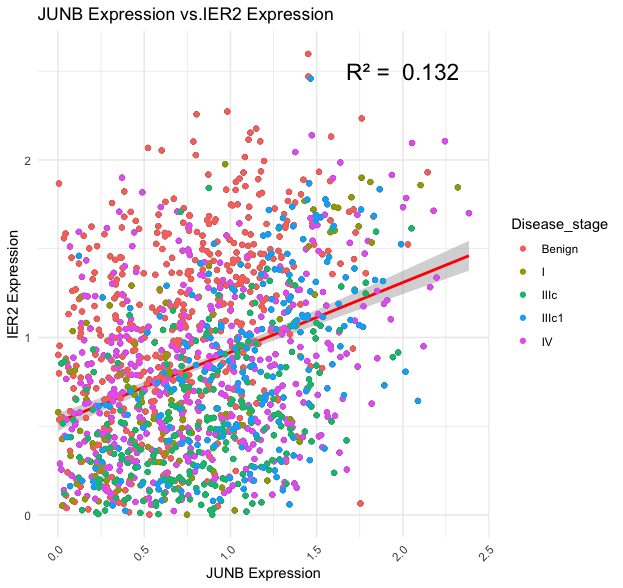 JUNB Expression vs.IER2 Expression
R² = 0.132
IER2 Expression
2
1
0
0.0 0.5 1.0 1.5 2.0 2.5
JUNB Expression
Disease_stage
Benign
I
IIIc
IIIc1
IV